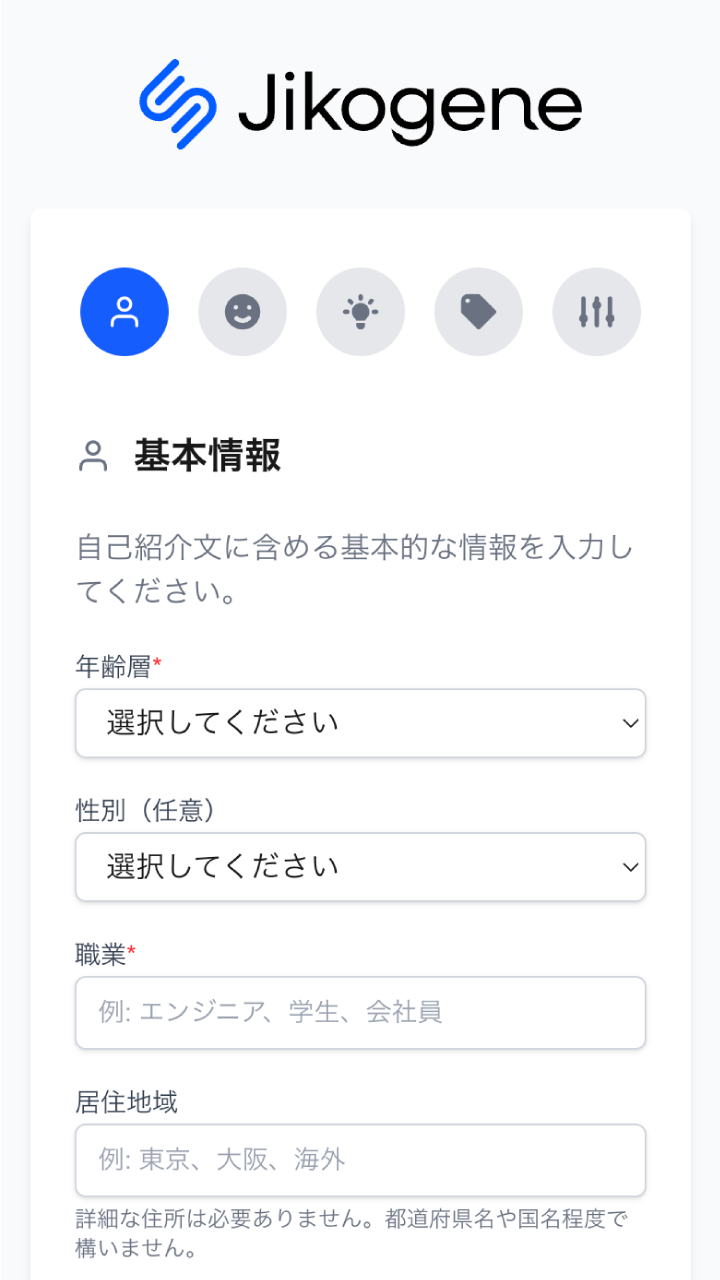 Jikogene
基本情報
自己紹介文に含める基本的な情報を入力し
てください。
年齢層*
選択してください
性別（任意）
選択してください
職業*
例: エンジニア、学生、会社員
居住地域
例: 東京、大阪、海外
詳細な住所は必要ありません。都道府県名や国名程度で
構いません。